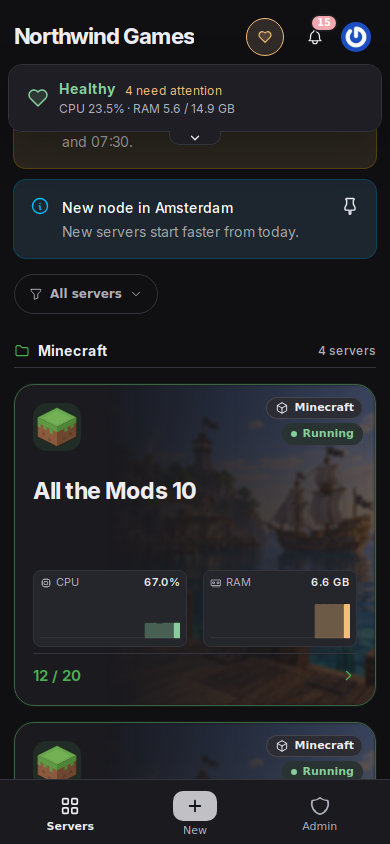 Northwind Games
15
Healthy 4 need attention
CPU 23.5% · RAM 5.6 / 14.9 GB
and 07:30.
New node in Amsterdam
New servers start faster from today.
All servers
Minecraft 4 servers
Minecraft
Running
All the Mods 10
CPU 67.0% RAM 6.6 GB
12 / 20
Minecraft
Running
Servers New Admin